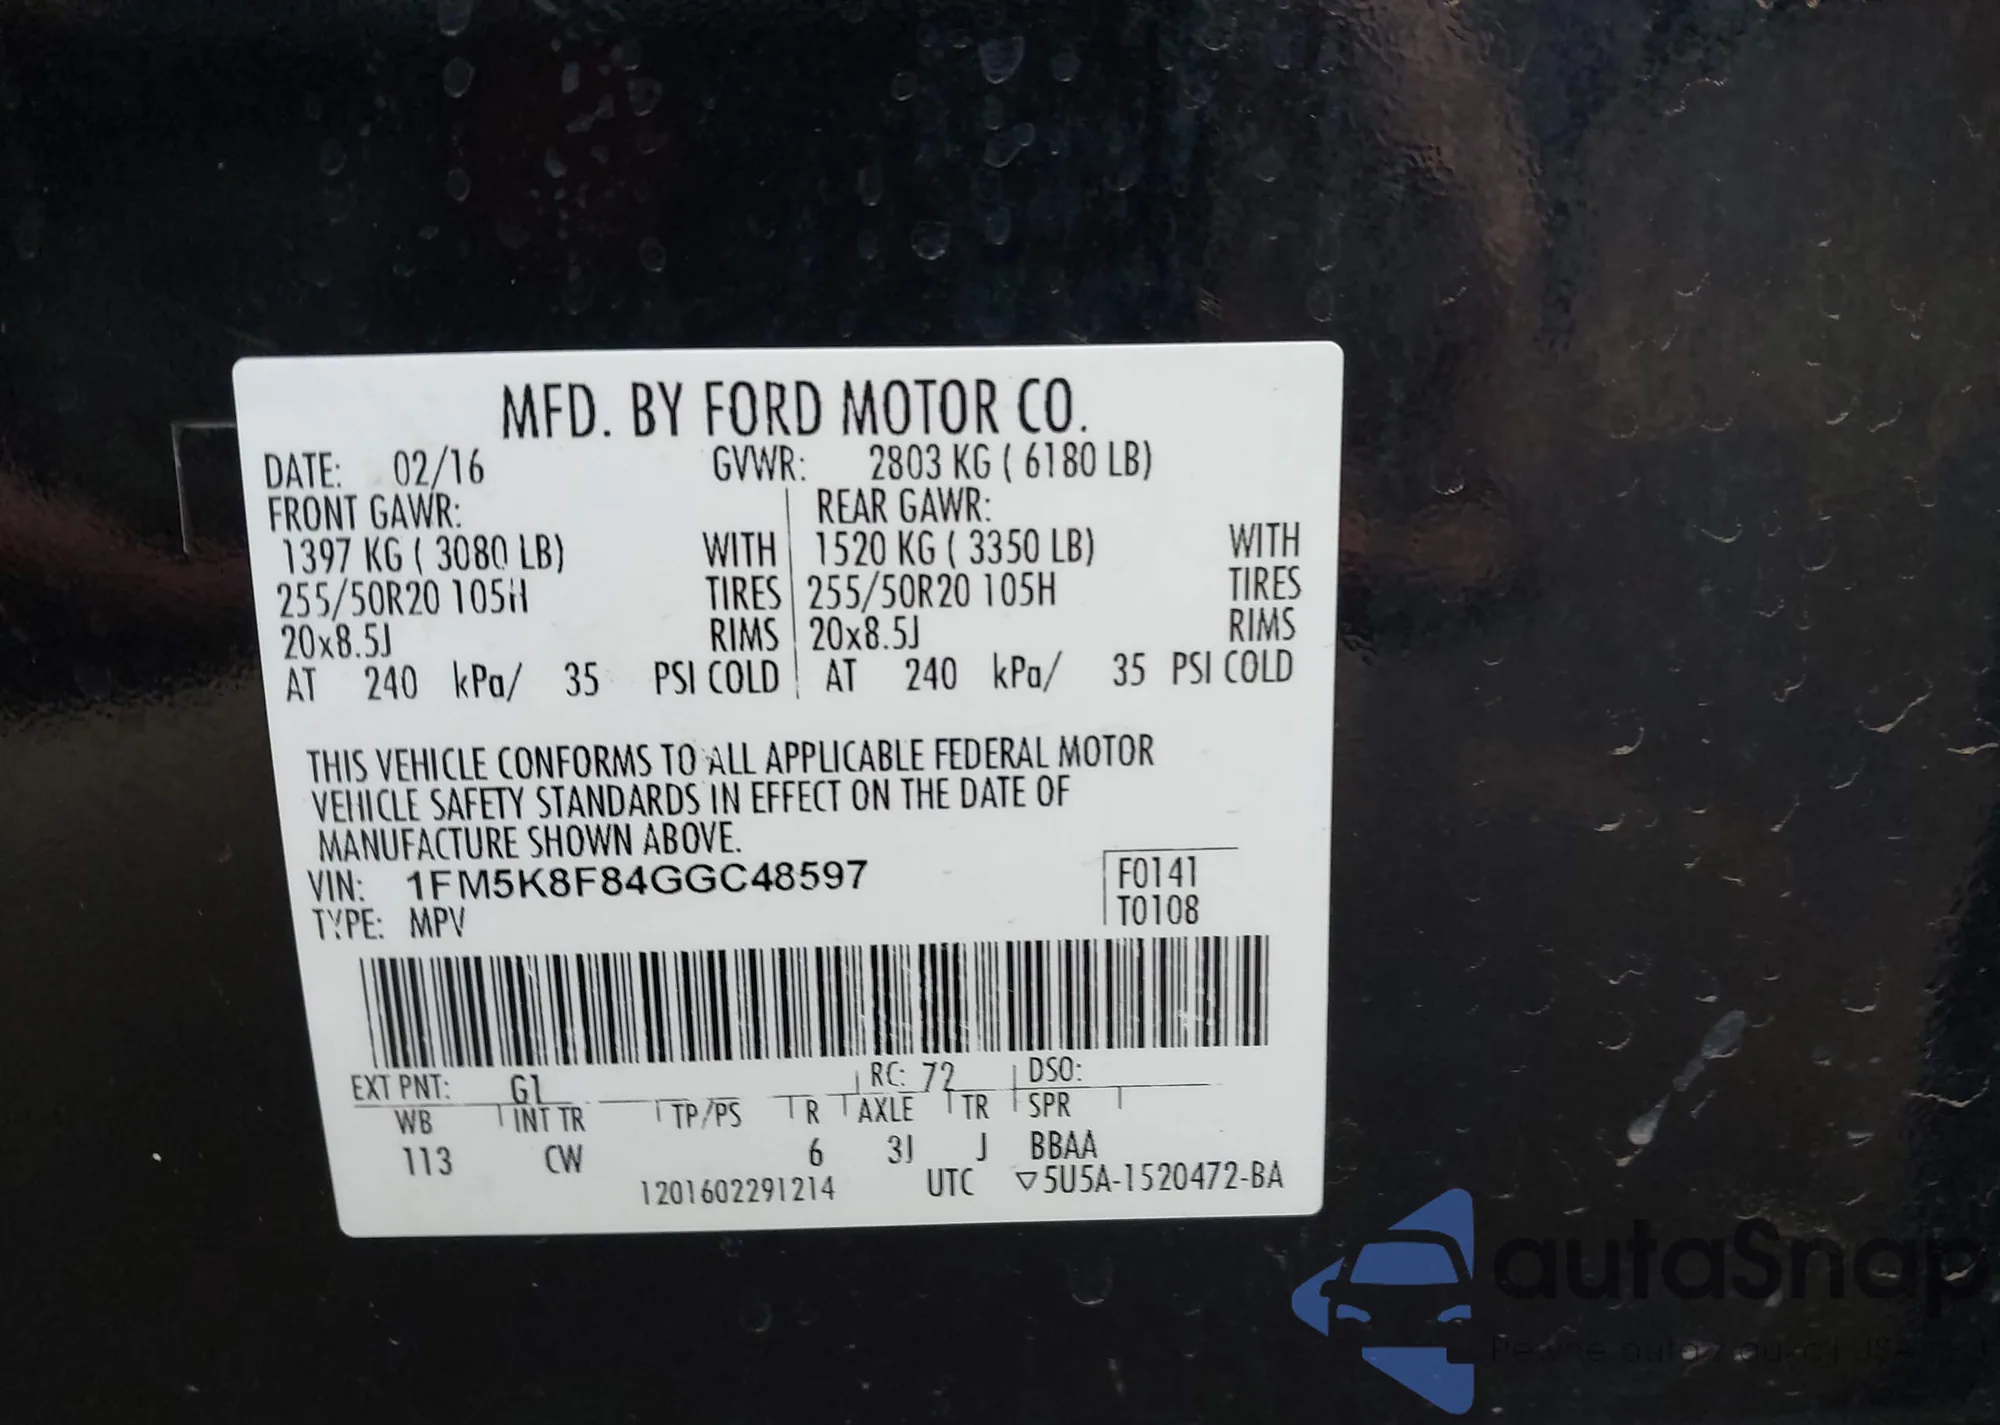 MFD. BY FORD MOTOR CO.
DATE: 02/16 GVWR: 2803 KG ( 6180 LB)
FRONT GAWR: REAR GAWR:
1397 KG ( 3080 LB) WITH 1520 KG ( 3350 LB) WITH
255/50R20 105H TIRES 255/50R20 105H TIRES
20x8.5J RIMS 20x8.5J RIMS
AT 240 kPa/ 35 PSI COLD AT 240 kPa/ 35 PSI COLD
THIS VEHICLE CONFORMS TO ALL APPLICABLE FEDERAL MOTOR
VEHICLE SAFETY STANDARDS IN EFFECT ON THE DATE OF
MANUFACTURE SHOWN ABOVE.
VIN: 1FM5K8F84GGC48597 F0141
TYPE: MPV T0108
EXT PNT: G1 RC: 72 DSO:
WB INT TR TP/PS R AXLE TR SPR
113 CW 6 3J J BBAA
1201602291214 UTC ▽5U5A-1520472-BA
autaSnap